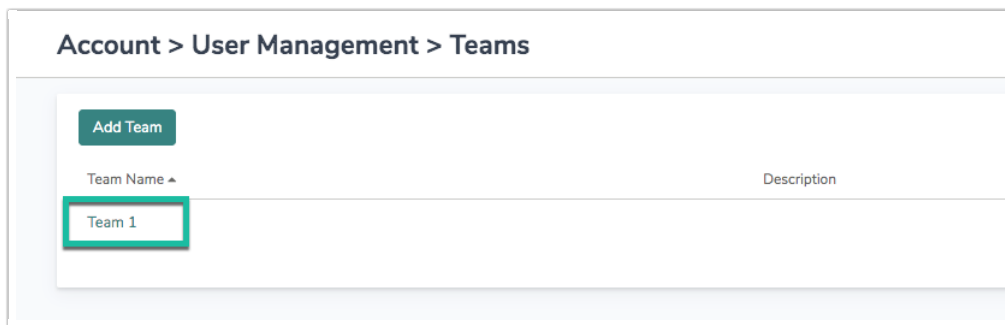 Account > User Management > Teams
Add Team
Team Name Description
Team 1